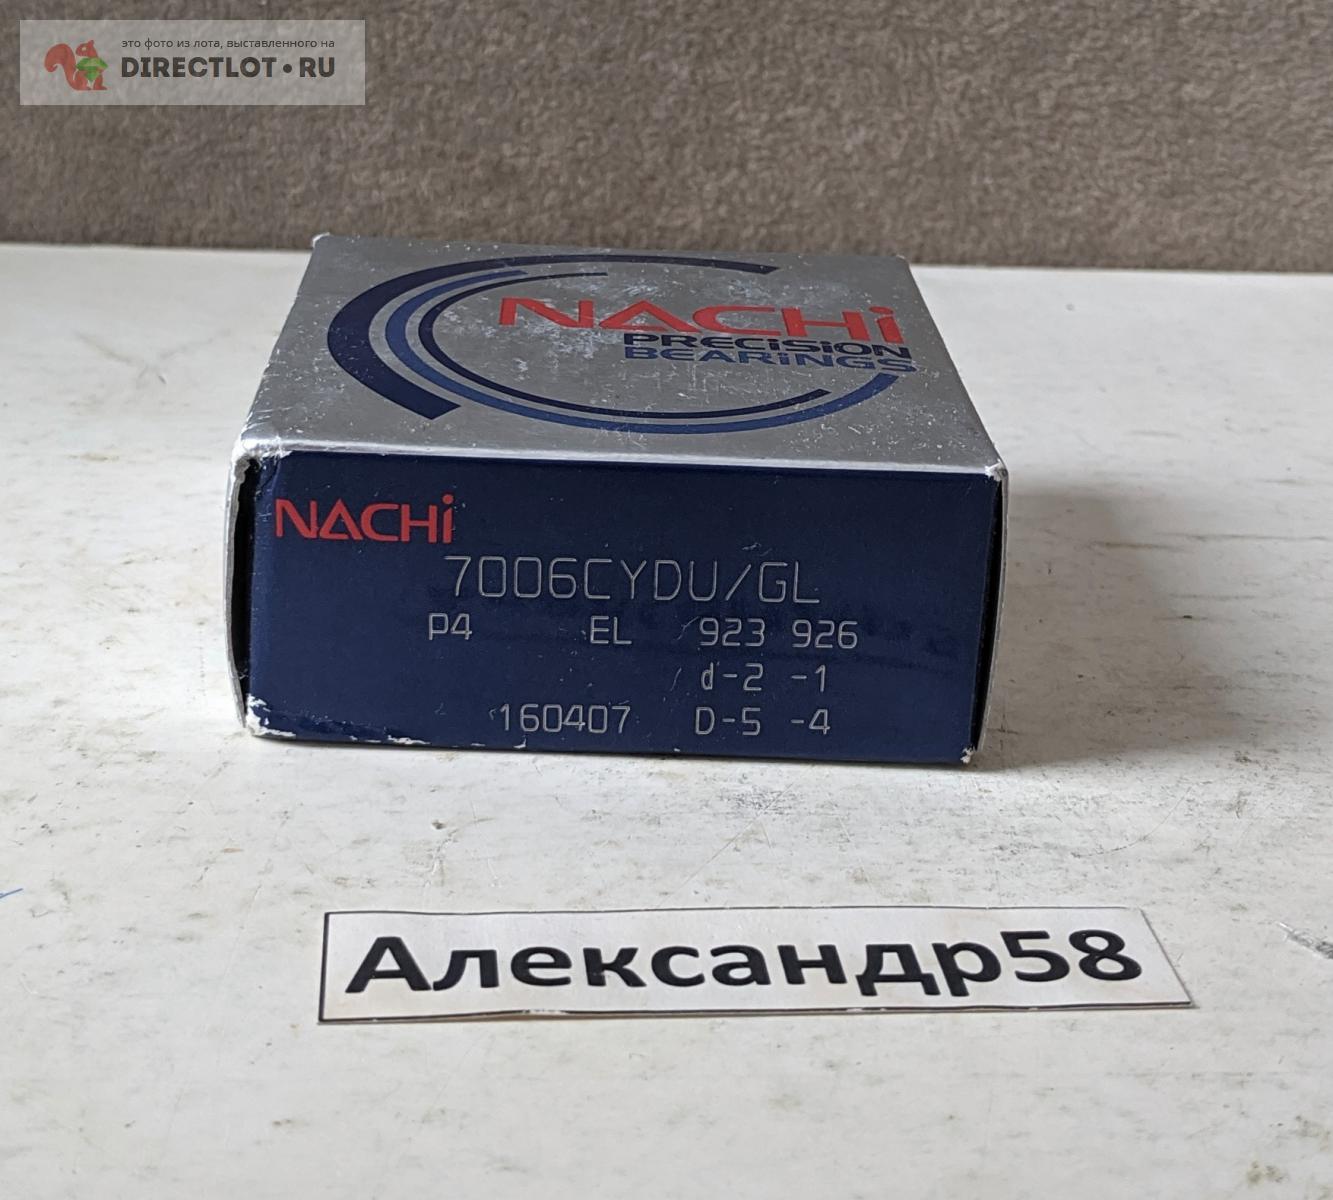 это фото из лота, выставленного на
DIRECTLOT•RU
NACHi
PRECiSiON
BEARiNGS
NACHi
7006CYDU/GL
P4 EL 923 926
d-2 -1
160407 D-5 -4
Александр58